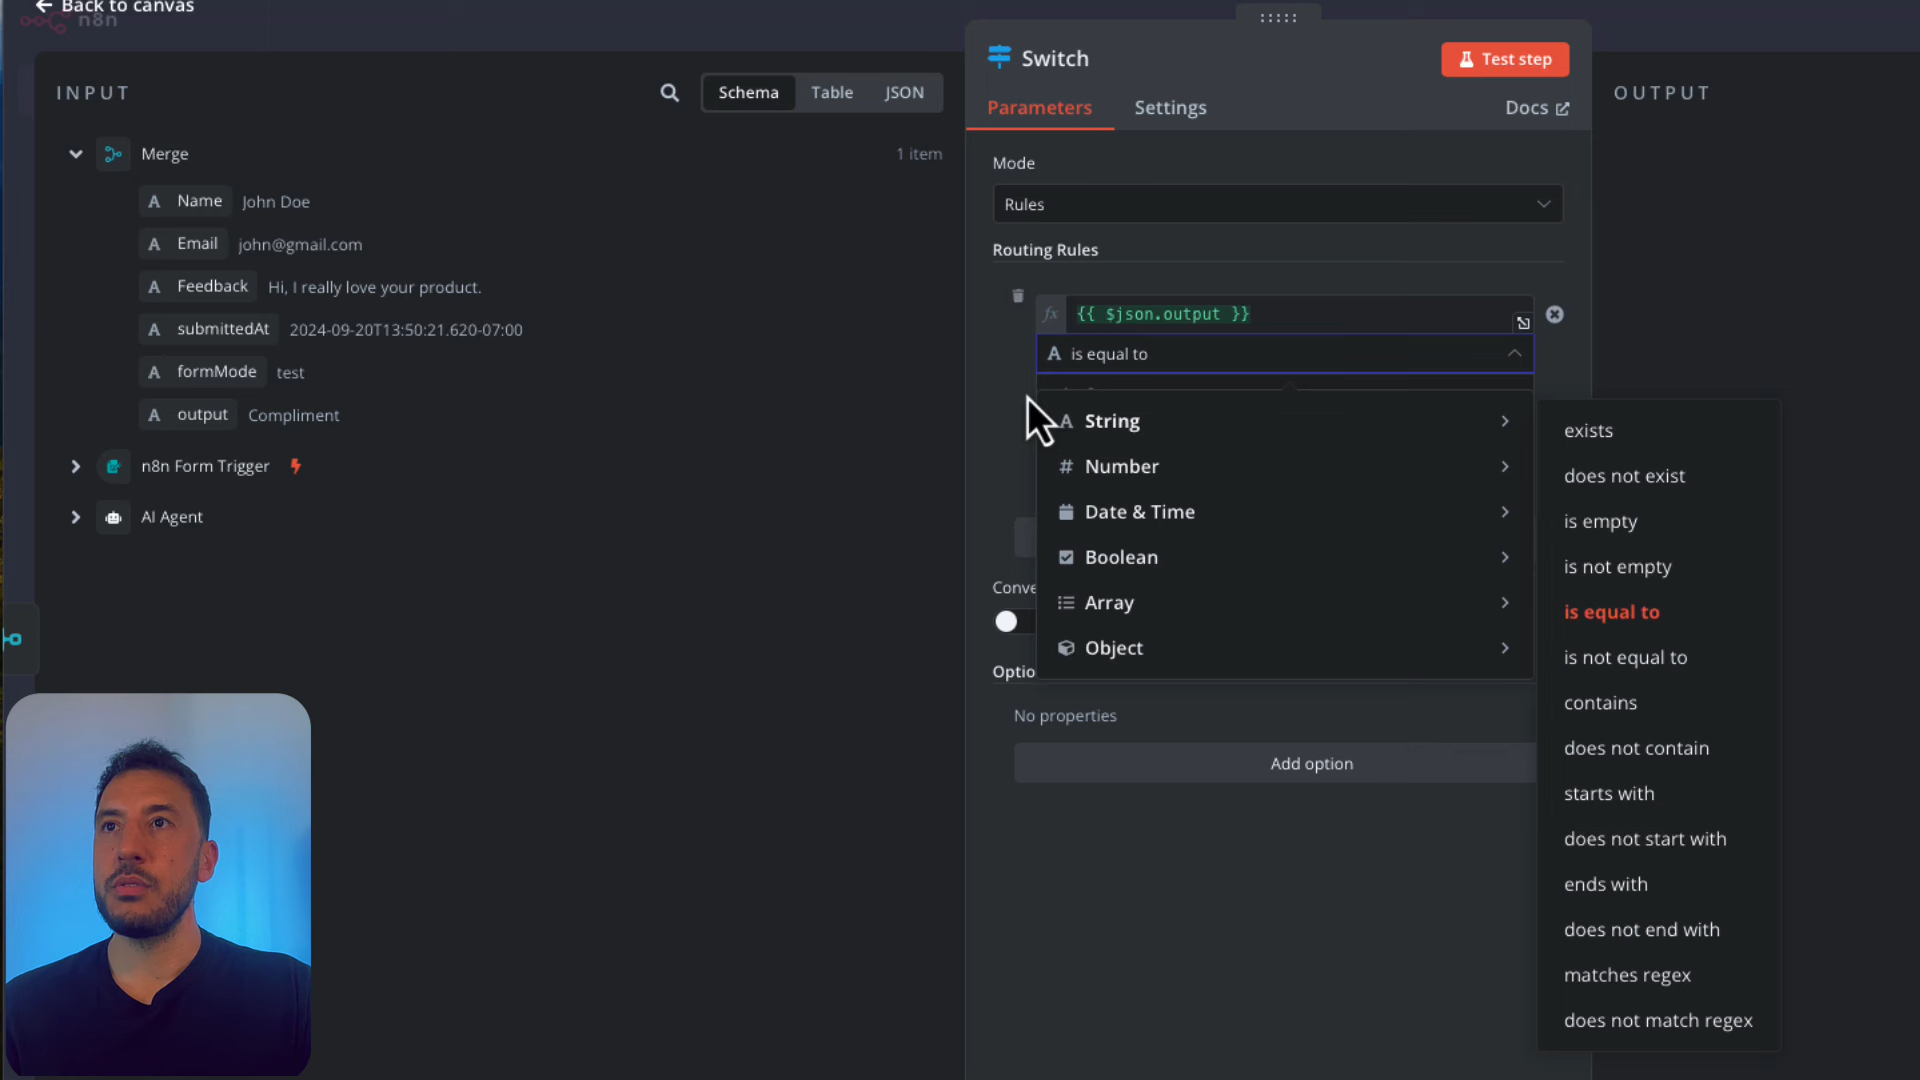 Back to canvas
n8n
INPUT
Schema
Table
JSON
Merge
1 item
A Name John Doe
A Email john@gmail.com
A Feedback Hi, I really love your product.
A submittedAt 2024-09-20T13:50:21.620-07:00
A formMode test
A output Compliment
n8n Form Trigger
AI Agent
Switch
Test step
Parameters
Settings
Docs
Mode
Rules
Routing Rules
fx {{ $json.output }}
A is equal to
A String
# Number
Date & Time
Boolean
Array
Object
Conve
Optio
No properties
Add option
exists
does not exist
is empty
is not empty
is equal to
is not equal to
contains
does not contain
starts with
does not start with
ends with
does not end with
matches regex
does not match regex
OUTPUT